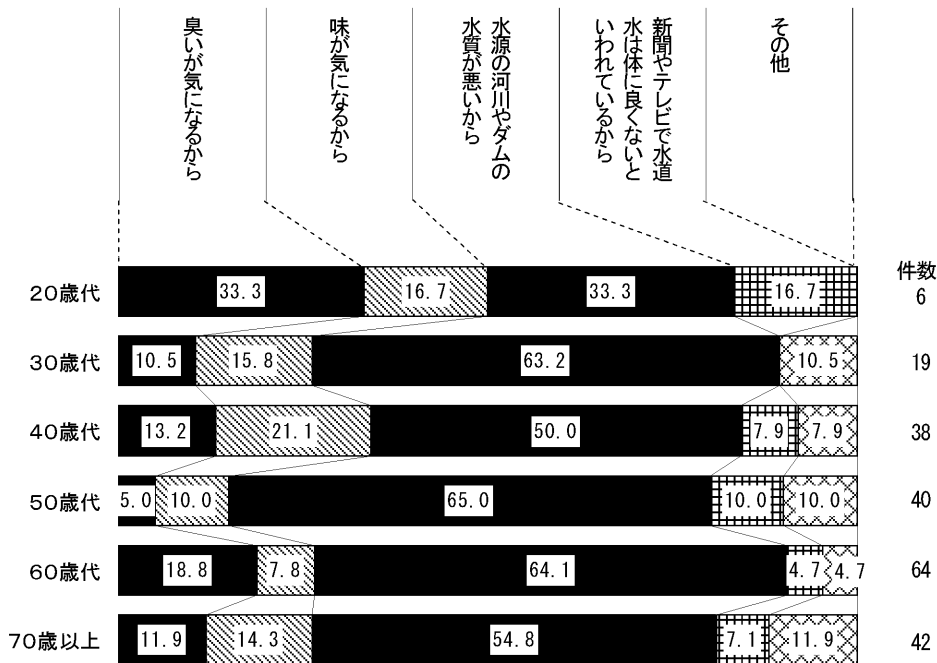 臭いが気になるから
味が気になるから
水源の河川やダムの
水質が悪いから
新聞やテレビで水道
水は体に良くないと
いわれているから
その他
件数
20歳代 33.3 16.7 33.3 16.7 6
30歳代 10.5 15.8 63.2 10.5 19
40歳代 13.2 21.1 50.0 7.9 7.9 38
50歳代 5.0 10.0 65.0 10.0 10.0 40
60歳代 18.8 7.8 64.1 4.7 4.7 64
70歳以上 11.9 14.3 54.8 7.1 11.9 42